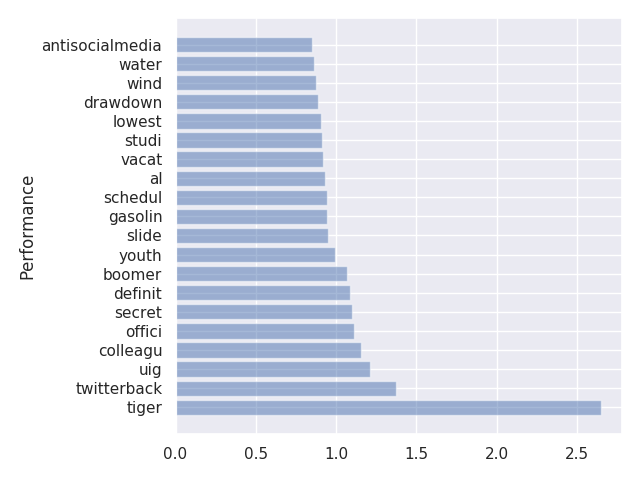 antisocialmedia
water
wind
drawdown
lowest
studi
vacat
al
schedul
gasolin
slide
youth
boomer
definit
secret
offici
colleagu
uig
twitterback
tiger
Performance
0.0 0.5 1.0 1.5 2.0 2.5